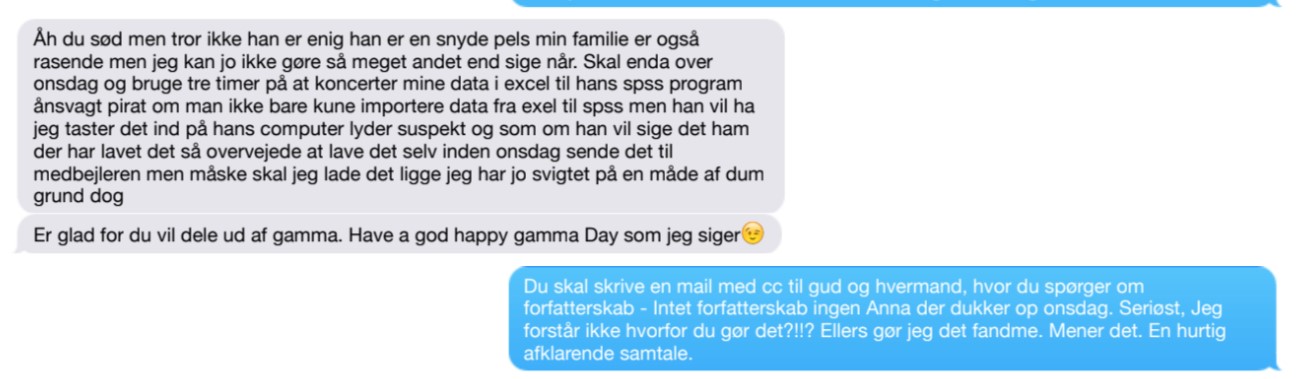 Åh du sød men tror ikke han er enig han er en snyde pels min familie er også
rasende men jeg kan jo ikke gøre så meget andet end sige når. Skal enda over
onsdag og bruge tre timer på at koncerter mine data i excel til hans spss program
ånsvagt pirat om man ikke bare kune importere data fra exel til spss men han vil ha
jeg taster det ind på hans computer lyder suspekt og som om han vil sige det ham
der har lavet det så overvejede at lave det selv inden onsdag sende det til
medbejleren men måske skal jeg lade det ligge jeg har jo svigtet på en måde af dum
grund dog
Er glad for du vil dele ud af gamma. Have a god happy gamma Day som jeg siger😉
Du skal skrive en mail med cc til gud og hvermand, hvor du spørger om
forfatterskab - Intet forfatterskab ingen Anna der dukker op onsdag. Seriøst, Jeg
forstår ikke hvorfor du gør det?!!? Ellers gør jeg det fandme. Mener det. En hurtig
afklarende samtale.